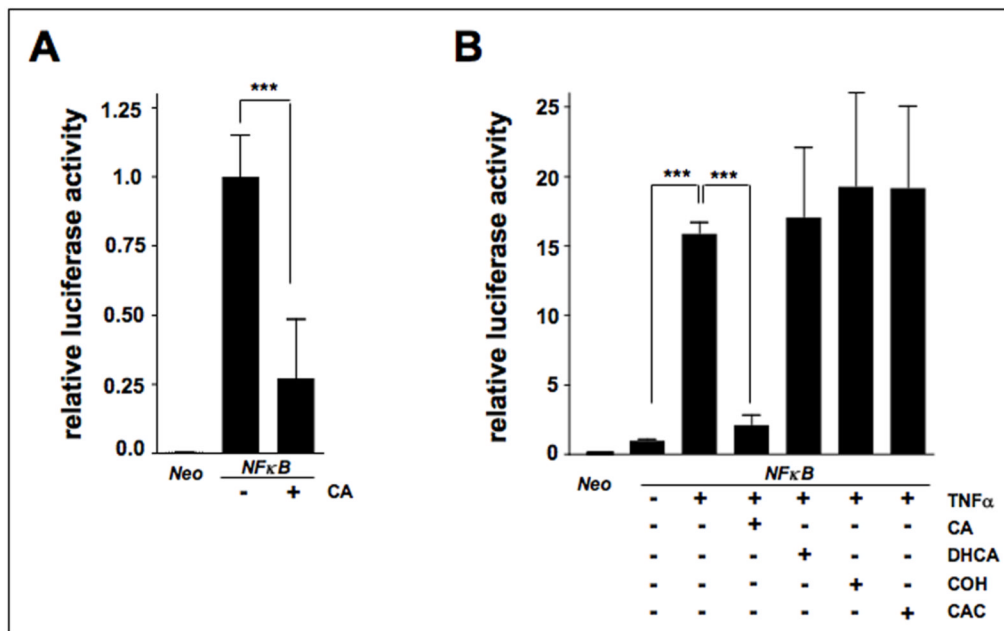 A
relative luciferase activity
1.25
1.0
0.75
0.50
0.25
0.0
***
Neo
NFκB
- + CA
B
relative luciferase activity
25
20
15
10
5
0
*** ***
Neo
NFκB
- + + + + + TNFα
- - + - - - CA
- - - + - - DHCA
- - - - + - COH
- - - - - + CAC